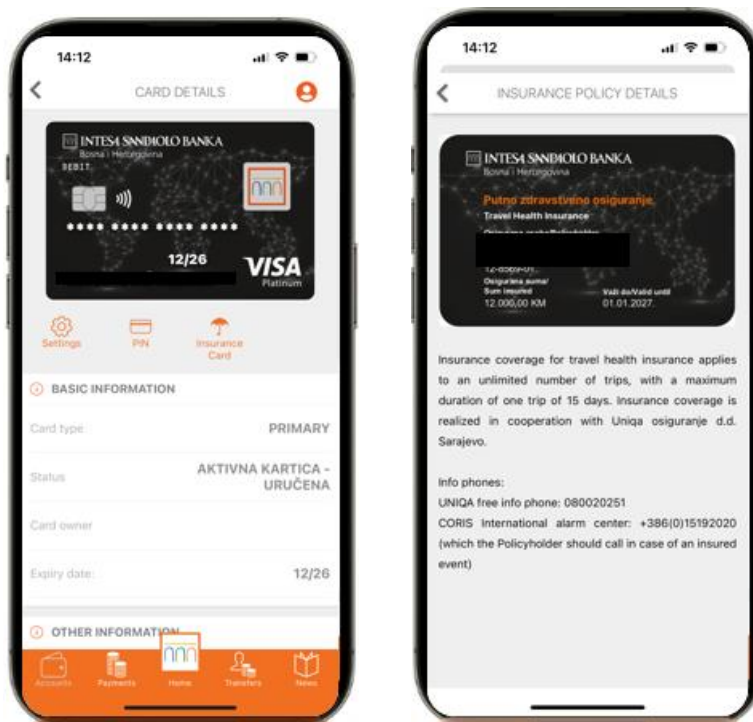 14:12
CARD DETAILS
INTESA SANPAOLO BANKA
Bosna i Hercegovina
DEBIT
**** **** **** ****
12/26
VISA
Platinum
Settings
PIN
Insurance
Card
BASIC INFORMATION
Card type:
PRIMARY
Status
AKTIVNA KARTICA -
URUČENA
Card owner
Expiry date:
12/26
OTHER INFORMATION
Accounts
Payments
Home
Transfers
News
14:12
INSURANCE POLICY DETAILS
INTESA SANPAOLO BANKA
Bosna i Hercegovina
Putno zdravstveno osiguranje
Travel Health Insurance
12-8569-01.
Osigurana suma/
Sum insured
12.000,00 KM
Važi do/Valid until
01.01.2027.
Insurance coverage for travel health insurance applies
to an unlimited number of trips, with a maximum
duration of one trip of 15 days. Insurance coverage is
realized in cooperation with Uniqa osiguranje d.d.
Sarajevo.
Info phones:
UNIQA free info phone: 080020251
CORIS International alarm center: +386(0)15192020
(which the Policyholder should call in case of an insured
event)